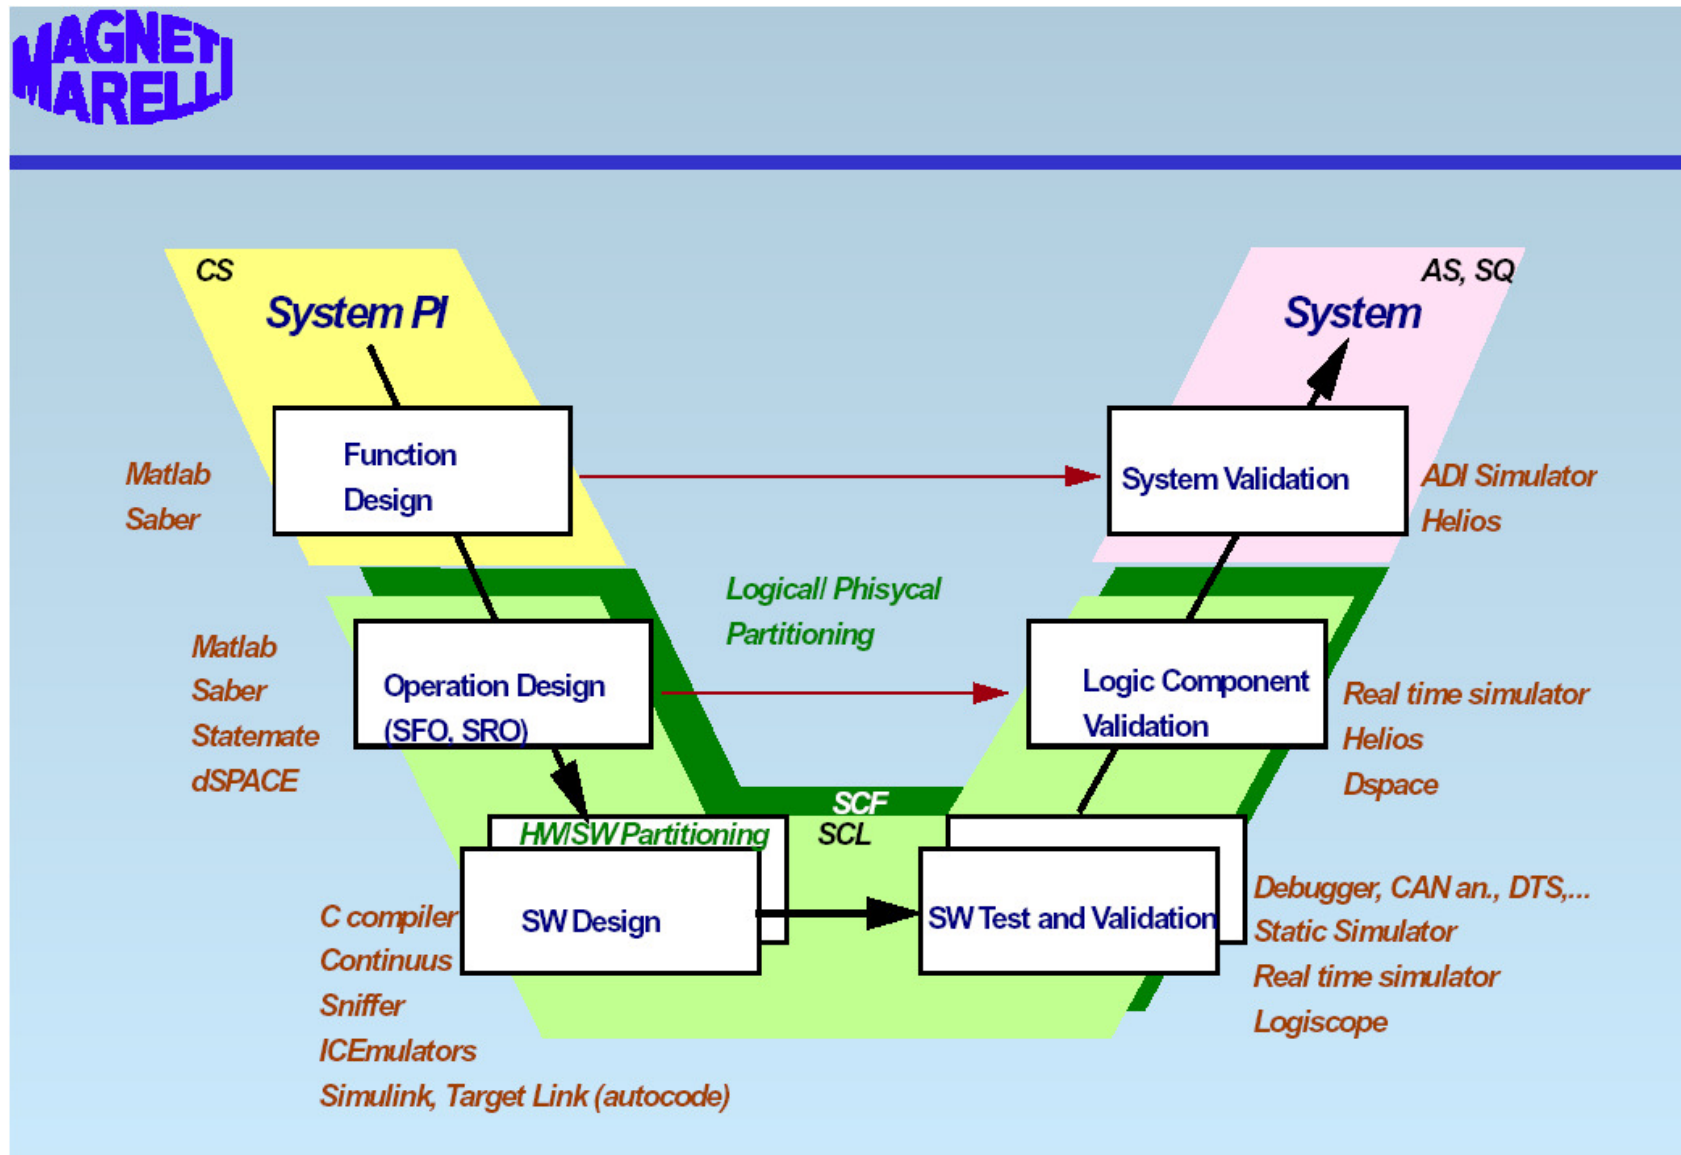 MAGNETI
MARELLI
CS
System PI
AS, SQ
System
Function
Design
Matlab
Saber
System Validation
ADI Simulator
Helios
Logical/ Phisycal
Partitioning
Matlab
Saber
Statemate
dSPACE
Operation Design
(SFO, SRO)
Logic Component
Validation
Real time simulator
Helios
Dspace
SCF
SCL
HW/SW Partitioning
SW Design
SW Test and Validation
C compiler
Continuus
Sniffer
ICEmulators
Simulink, Target Link (autocode)
Debugger, CAN an., DTS,...
Static Simulator
Real time simulator
Logiscope